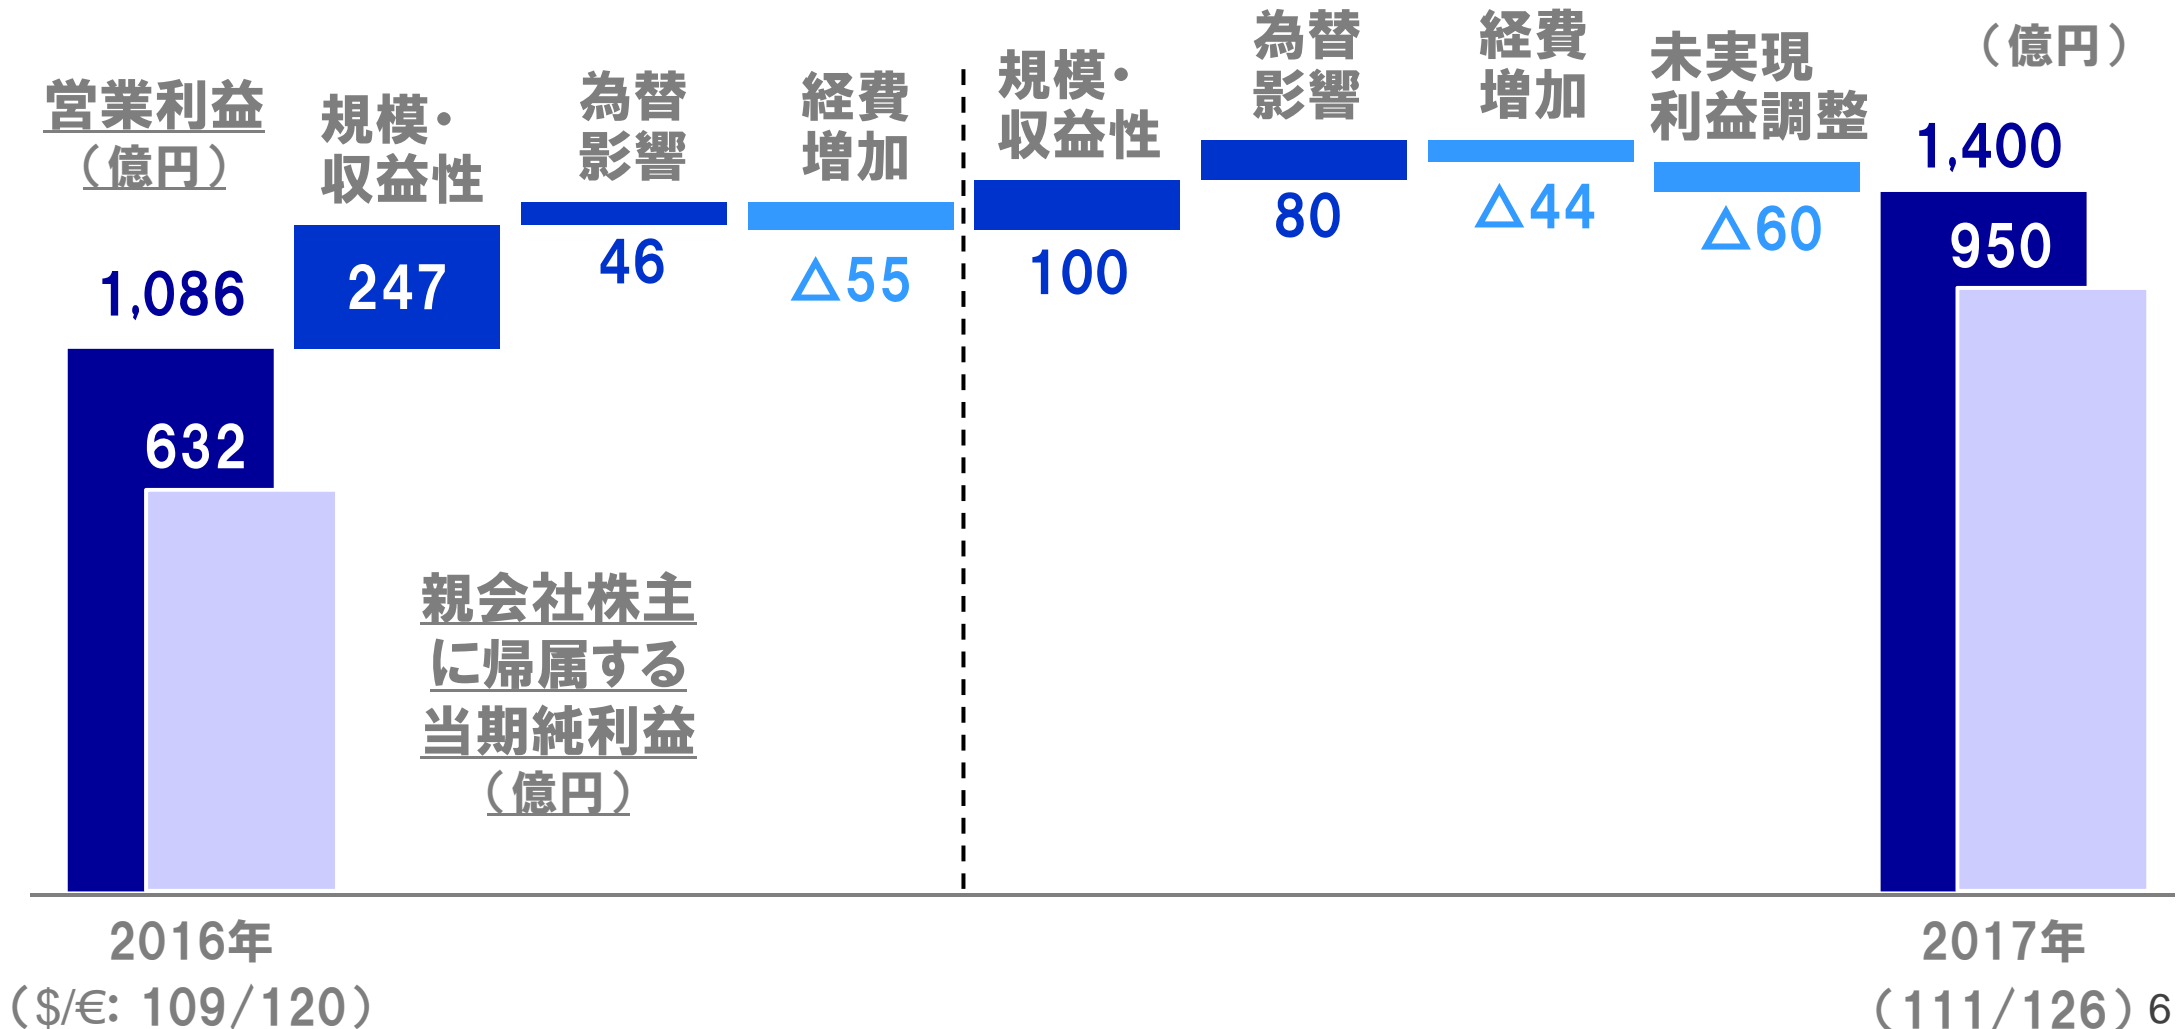 （億円）
営業利益
（億円）
1,086
632
規模・
収益性
247
為替
影響
46
経費
増加
△55
規模・
収益性
100
為替
影響
80
経費
増加
△44
未実現
利益調整
△60
1,400
950
親会社株主
に帰属する
当期純利益
（億円）
2016年
（$/€: 109/120）
2017年
（111/126）
6